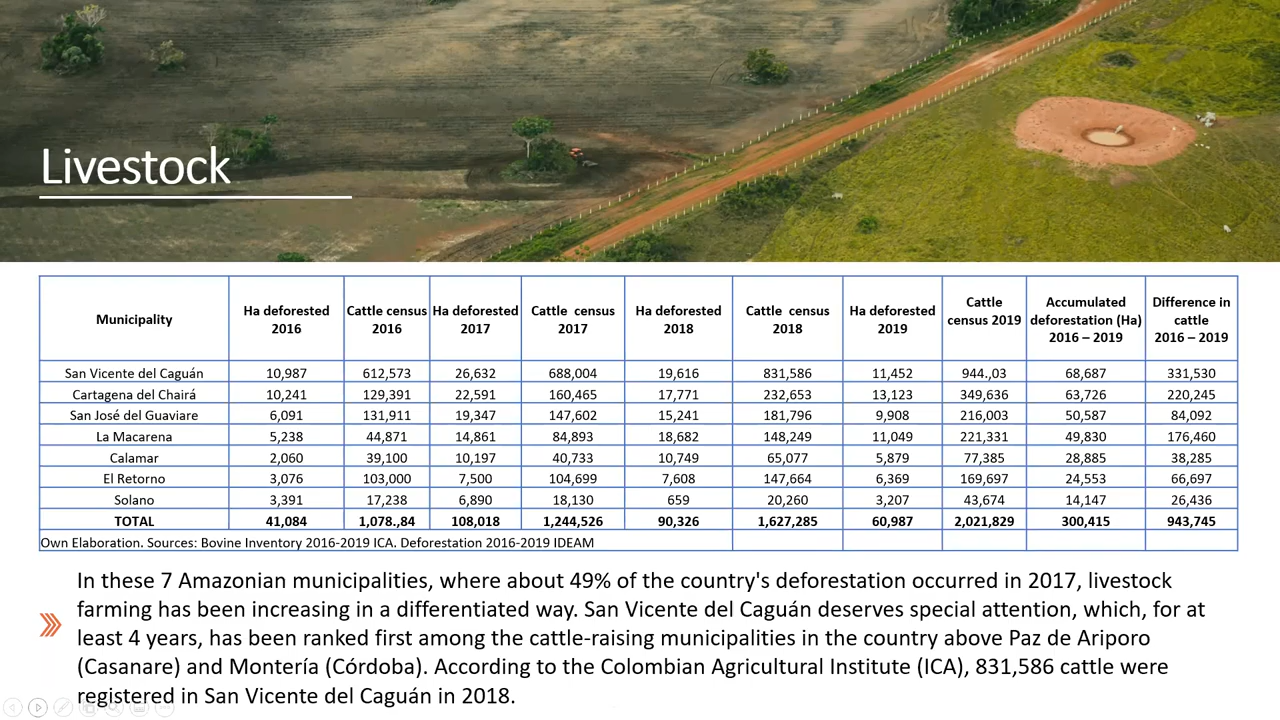 Livestock
Municipality Ha deforested 2016 Cattle census 2016 Ha deforested 2017 Cattle census 2017 Ha deforested 2018 Cattle census 2018 Ha deforested 2019 Cattle census 2019 Accumulated deforestation (Ha) 2016 – 2019 Difference in cattle 2016 – 2019
San Vicente del Caguán 10,987 612,573 26,632 688,004 19,616 831,586 11,452 944.,03 68,687 331,530
Cartagena del Chairá 10,241 129,391 22,591 160,465 17,771 232,653 13,123 349,636 63,726 220,245
San José del Guaviare 6,091 131,911 19,347 147,602 15,241 181,796 9,908 216,003 50,587 84,092
La Macarena 5,238 44,871 14,861 84,893 18,682 148,249 11,049 221,331 49,830 176,460
Calamar 2,060 39,100 10,197 40,733 10,749 65,077 5,879 77,385 28,885 38,285
El Retorno 3,076 103,000 7,500 104,699 7,608 147,664 6,369 169,697 24,553 66,697
Solano 3,391 17,238 6,890 18,130 659 20,260 3,207 43,674 14,147 26,436
TOTAL 41,084 1,078.,84 108,018 1,244,526 90,326 1,627,285 60,987 2,021,829 300,415 943,745
Own Elaboration. Sources: Bovine Inventory 2016-2019 ICA. Deforestation 2016-2019 IDEAM
In these 7 Amazonian municipalities, where about 49% of the country's deforestation occurred in 2017, livestock
farming has been increasing in a differentiated way. San Vicente del Caguán deserves special attention, which, for at
least 4 years, has been ranked first among the cattle-raising municipalities in the country above Paz de Ariporo
(Casanare) and Montería (Córdoba). According to the Colombian Agricultural Institute (ICA), 831,586 cattle were
registered in San Vicente del Caguán in 2018.